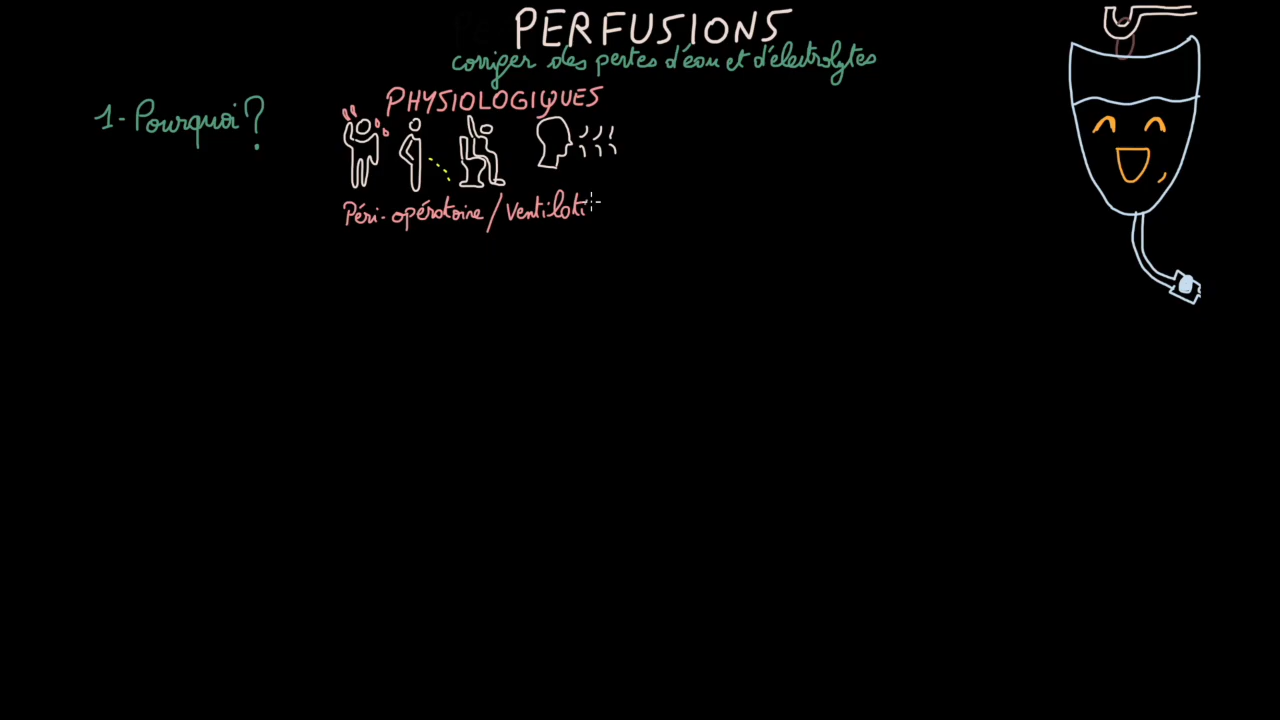 PERFUSIONS
corriger des pertes d'eau et d'électrolytes
1- Pourquoi?
PHYSIOLOGIQUES
Péri-opératoire / Ventilati